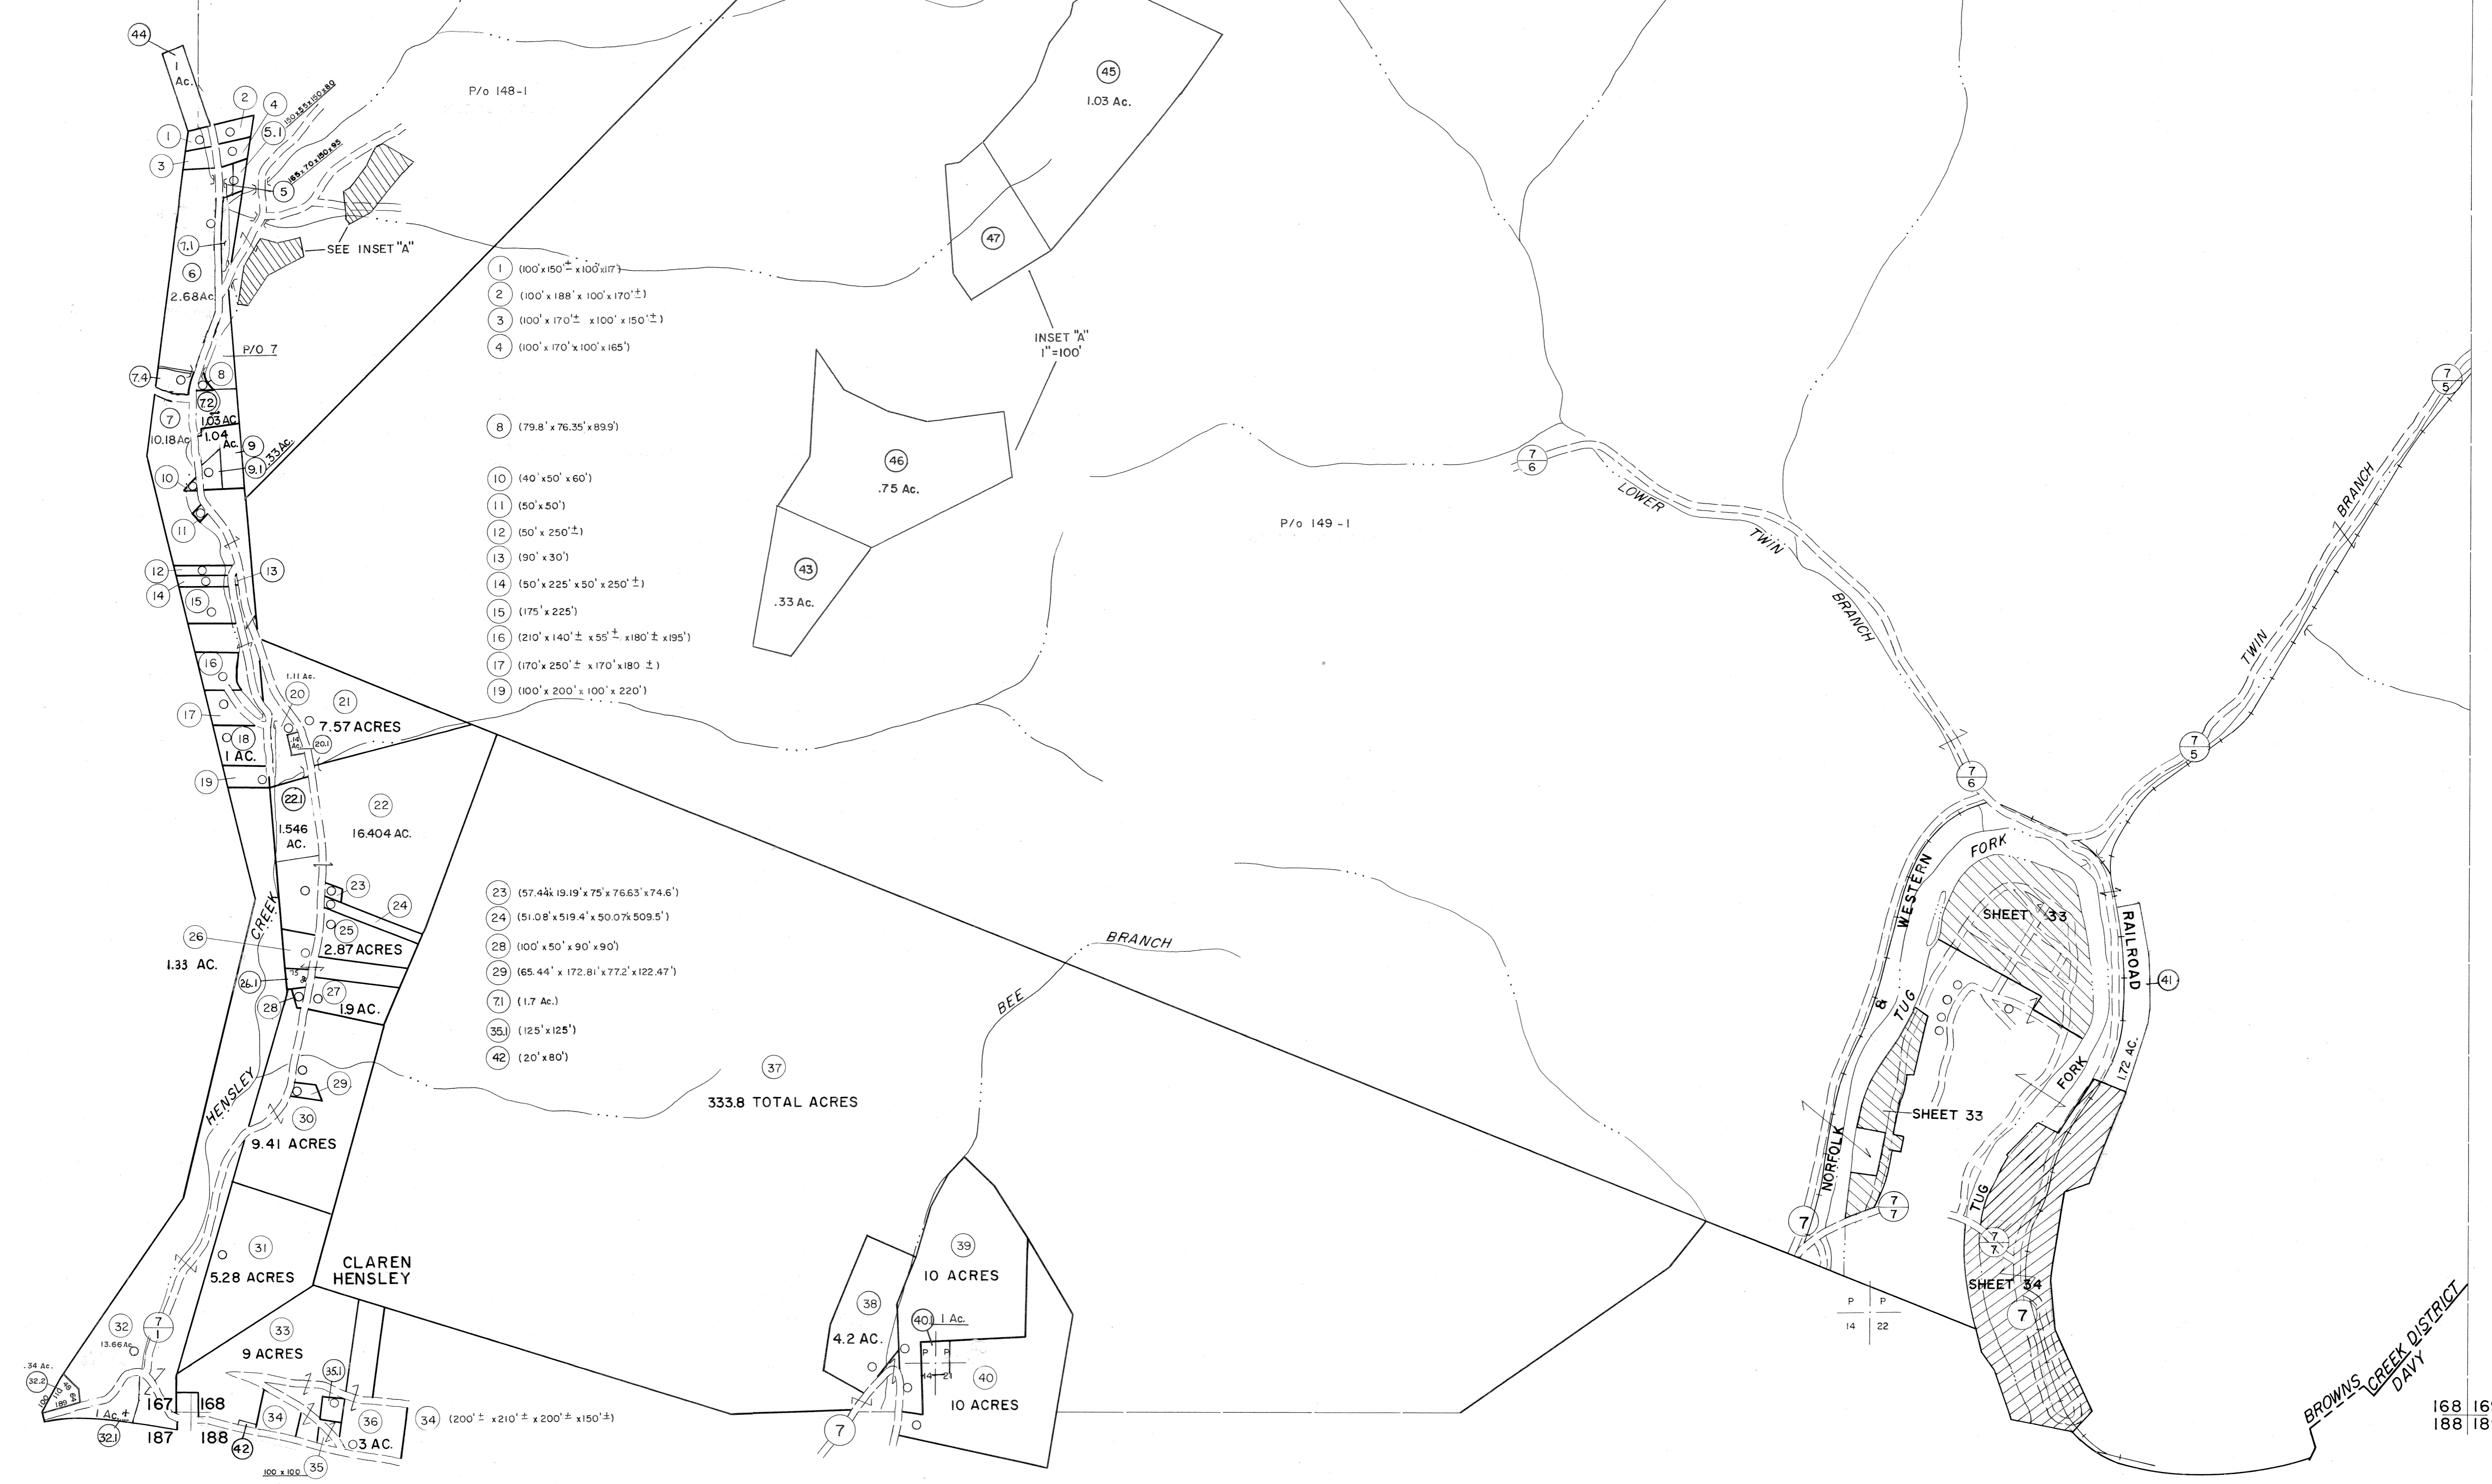 44
1
Ac.
1
2
4
5.1
150x55x150x80
3
165x70x150x95
5
SEE INSET "A"
7.1
6
2.68Ac.
P/O 7
7.4
8
7.2
7
1.03 AC.
10.18Ac
1.04
Ac.
9
.33Ac.
9.1
10
11
12
13
14
15
16
1.11 Ac.
20
21
7.57 ACRES
17
18
1 AC.
.14
Ac.
20.1
19
22.1
22
1.546
AC.
16.404 AC.
23
24
25
2.87 ACRES
26
1.33 AC.
26.1
27
28
1.9 AC.
CREEK
HENSLEY
29
30
9.41 ACRES
31
5.28 ACRES
CLAREN
HENSLEY
32
13.66Ac.
7
1
33
9 ACRES
.34 Ac.
32.2
100
110
48
64
189
1 Ac.±
32.1
167 168
187 188
34
35.1
36
3 AC.
42
35
100 x 100
34 (200'± x210'± x200'± x150'±)
P/o 148-1
1 (100'x150'± x100'x117')
2 (100'x188'x100'x170'±)
3 (100'x170'± x100'x150'±)
4 (100'x170'x100'x165')
8 (79.8'x76.35'x89.9')
10 (40'x50'x60')
11 (50'x50')
12 (50'x250'±)
13 (90'x30')
14 (50'x225'x50'x250'±)
15 (175'x225')
16 (210'x140'±x55'±x180'±x195')
17 (170'x250'± x170'x180±)
19 (100'x200'x100'x220')
23 (57.44'x19.19'x75'x76.63'x74.6')
24 (51.08'x519.4'x50.07'x509.5')
28 (100'x50'x90'x90')
29 (65.44'x172.81'x77.2'x122.47')
7.1 (1.7 Ac.)
35.1 (125'x125')
42 (20'x80')
45
1.03 Ac.
47
INSET "A"
1"=100'
46
.75 Ac.
43
.33 Ac.
P/o 149-1
37
333.8 TOTAL ACRES
BEE
BRANCH
38
4.2 AC.
39
10 ACRES
40.1 1 Ac.
P P
14 21
40
10 ACRES
7
7
6
LOWER
TWIN
BRANCH
7
6
7
5
BRANCH
TWIN
7
5
NORFOLK
&
WESTERN
RAILROAD
TUG
FORK
SHEET 33
41
1.72 AC.
SHEET 33
FORK
TUG
7
7
7
7
7
SHEET 34
7
P P
14 22
BROWNS CREEK DISTRICT
DAVY
168 16
188 18